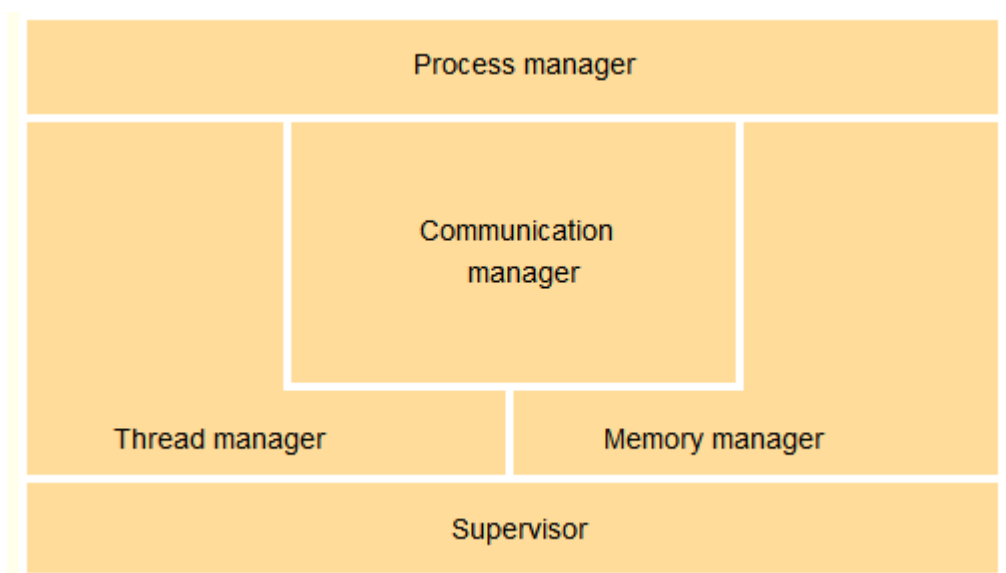 Process manager
Communication
manager
Thread manager
Memory manager
Supervisor